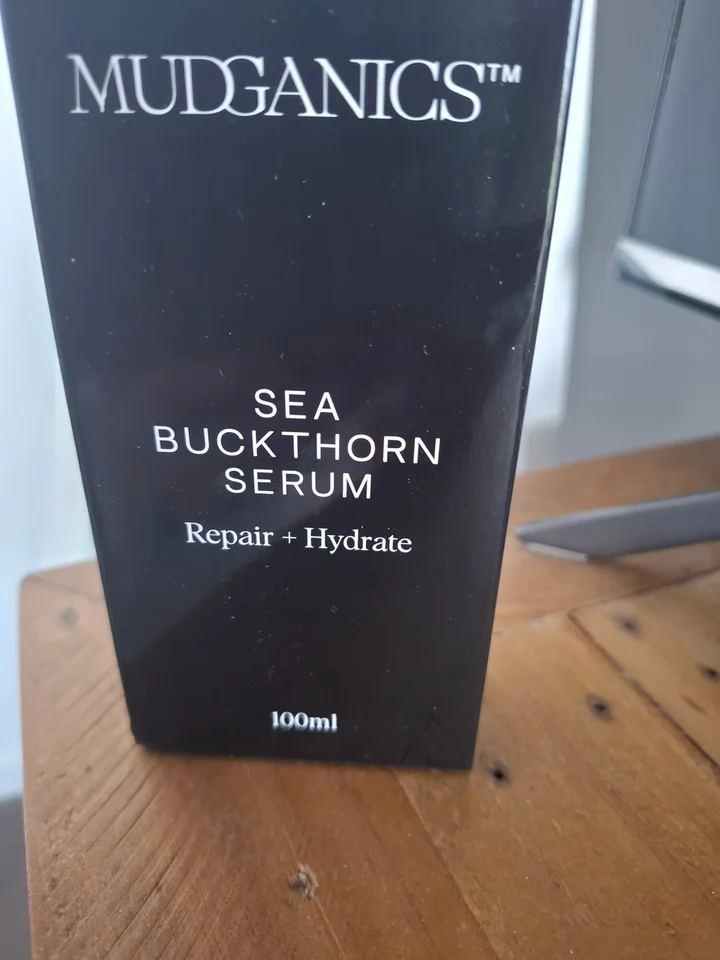 MUDGANICS™
SEA
BUCKTHORN
SERUM
Repair + Hydrate
100ml